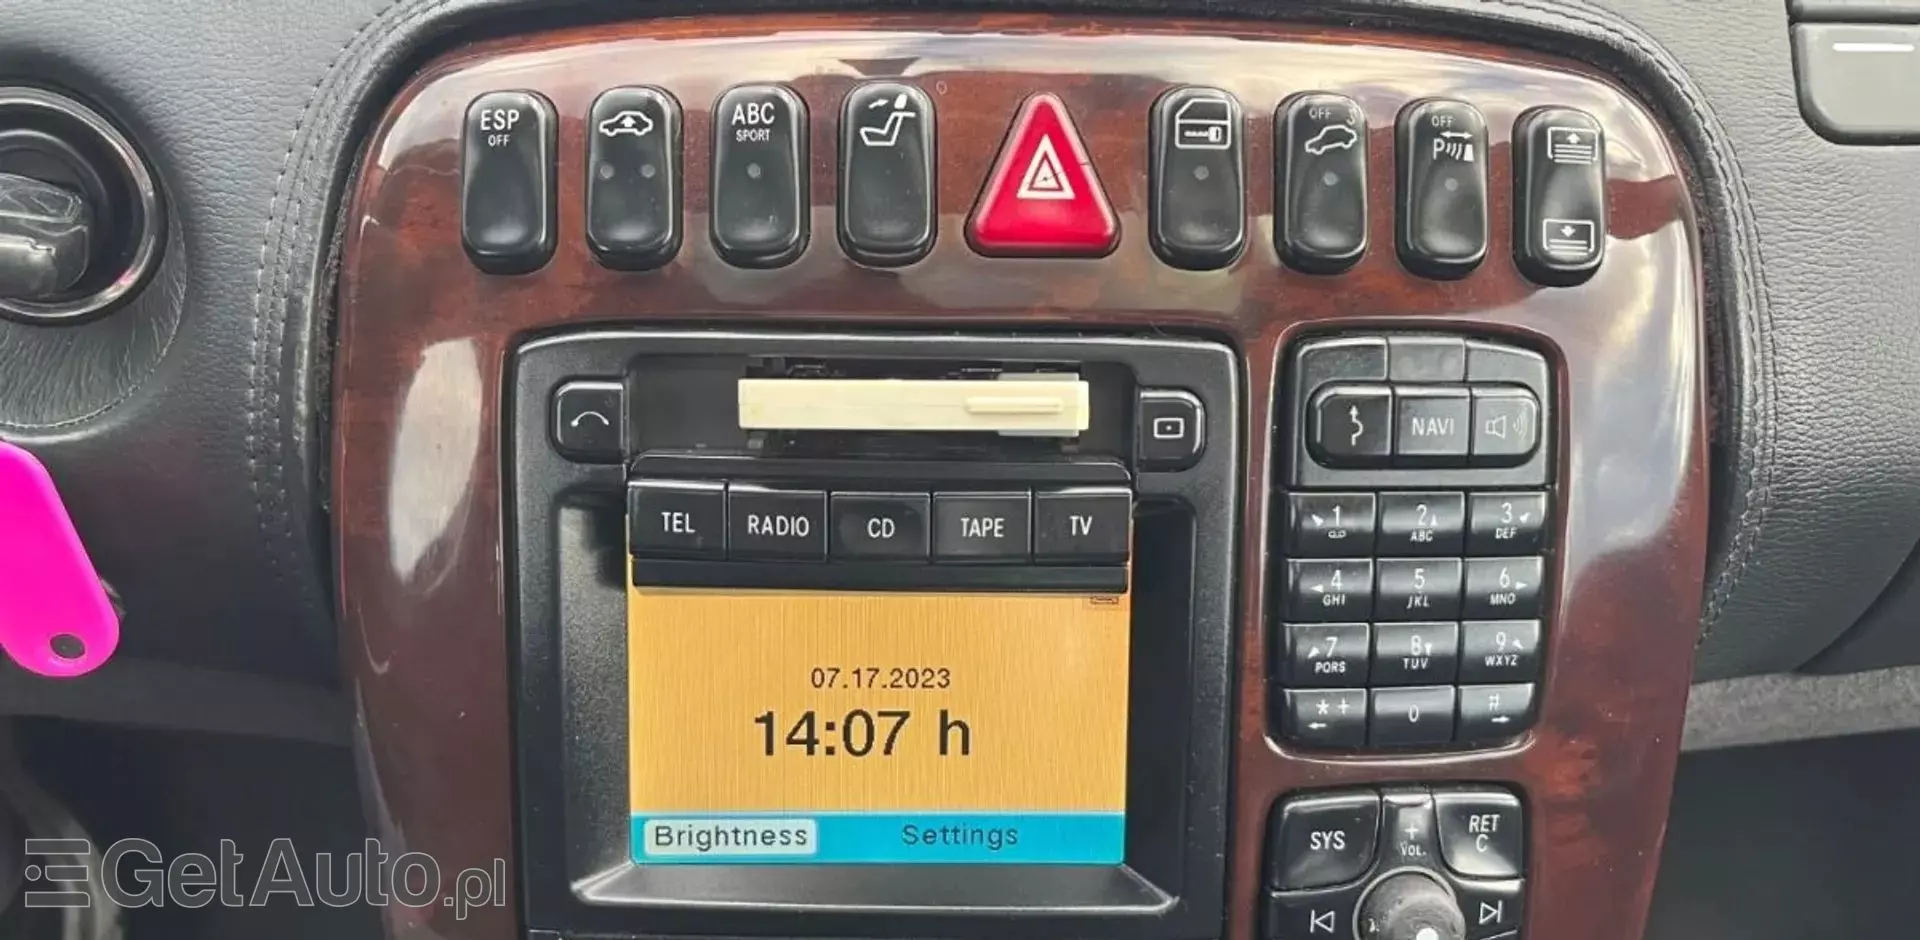 ESP
OFF
ABC
SPORT
OFF
OFF
P
NAVI
TEL RADIO CD TAPE TV
1
2
ABC
3
DEF
4
GHI
5
JKL
6
MNO
7
PQRS
8
TUV
9
WXYZ
* +
0
#
07.17.2023
14:07 h
Brightness Settings
SYS
+
VOL.
RET
C
GetAuto.pl